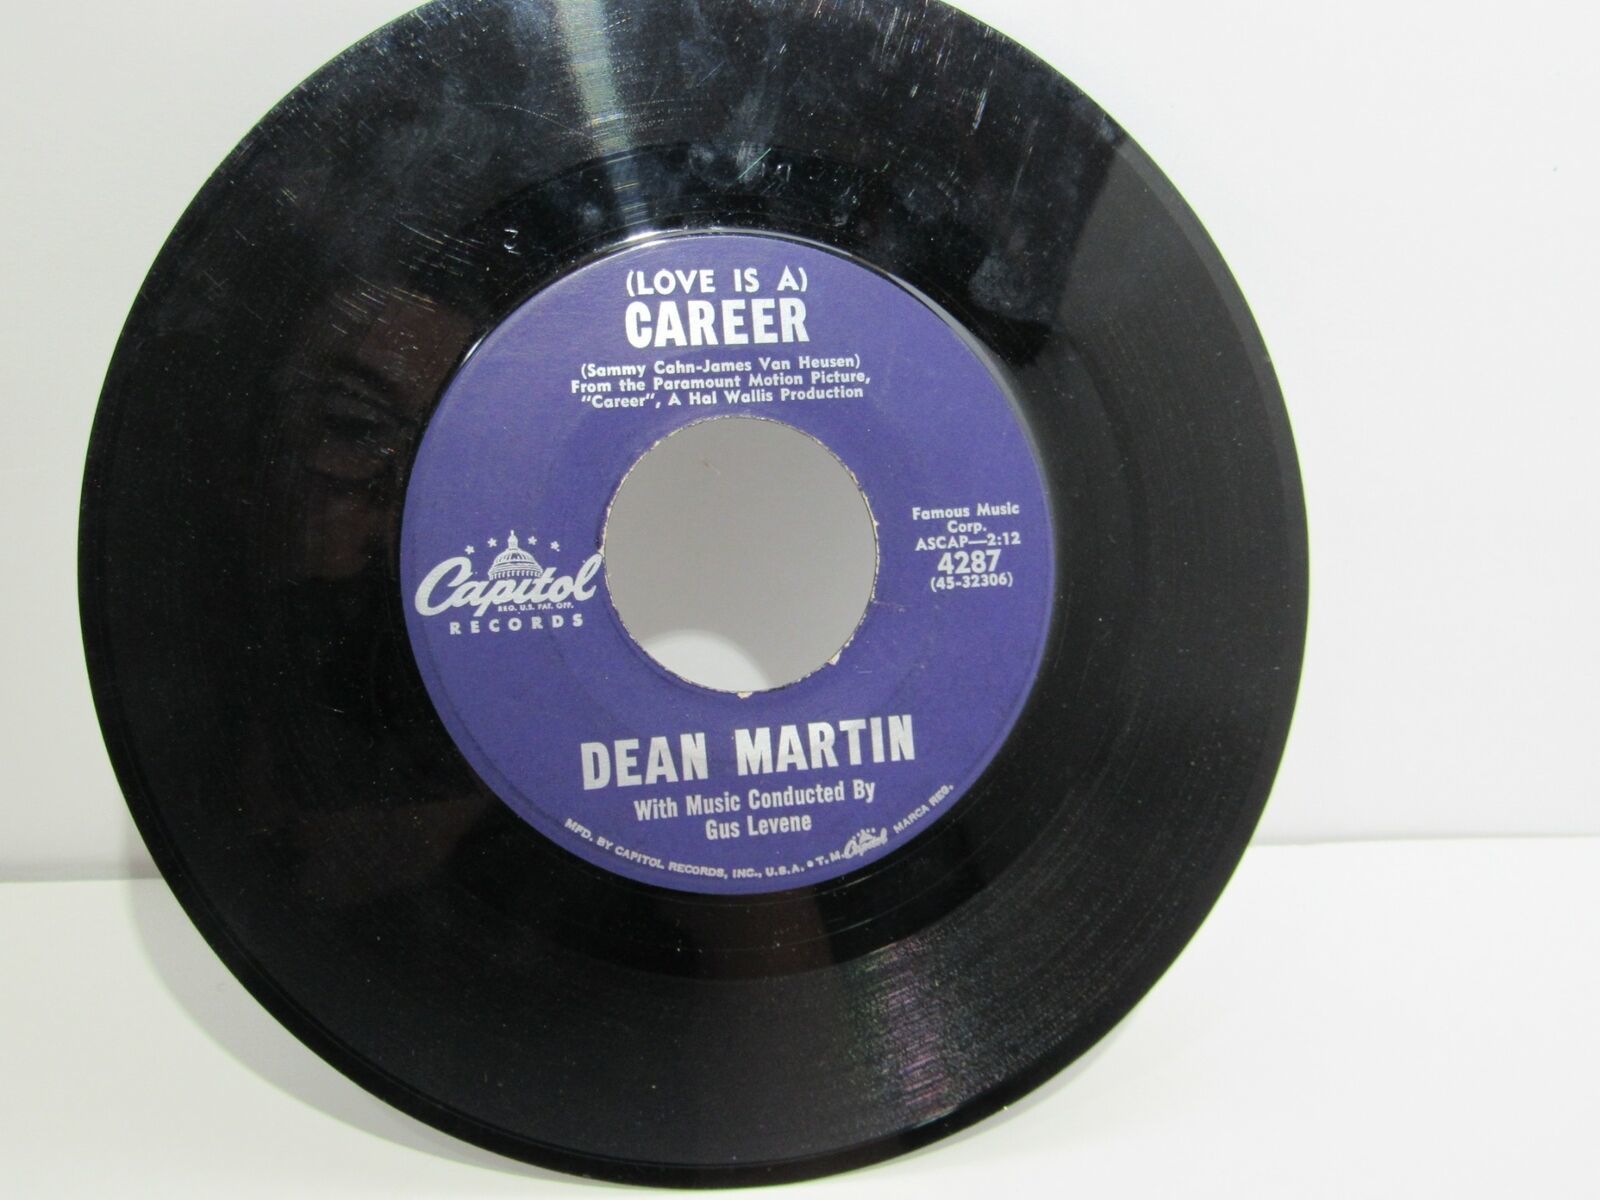 (LOVE IS A)
CAREER
(Sammy Cahn-James Van Heusen)
From the Paramount Motion Picture,
"Career", A Hal Wallis Production
Famous Music
Corp.
ASCAP—2:12
4287
(45-32306)
Capitol
REG. U.S. PAT. OFF.
RECORDS
DEAN MARTIN
With Music Conducted By
Gus Levene
MFD. BY CAPITOL RECORDS, INC., U.S.A. • T.M. Capitol MARCA REG.